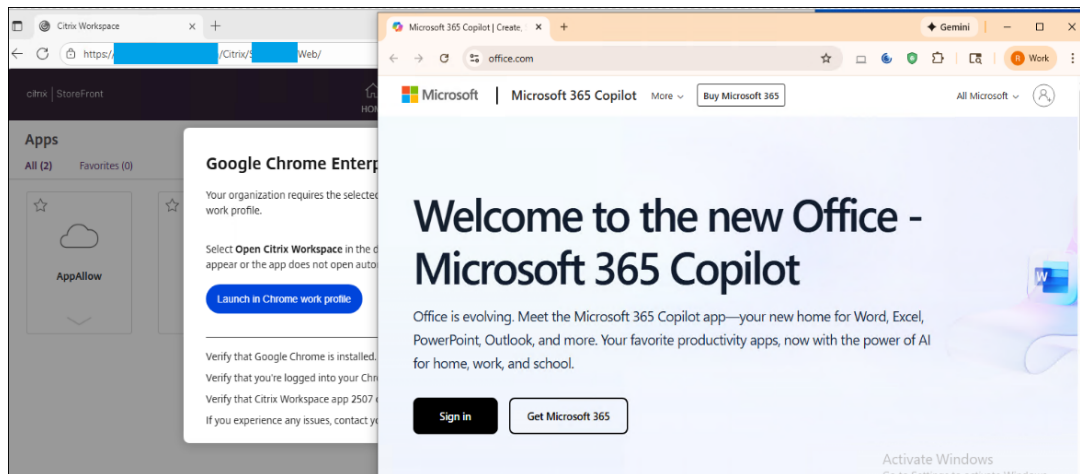 Citrix Workspace
https://
/Citrix/S
Web/
citrix | StoreFront
HOM
Apps
All (2) Favorites (0)
AppAllow
Google Chrome Enterp
Your organization requires the selected
work profile.
Select Open Citrix Workspace in the d
appear or the app does not open auto
Launch in Chrome work profile
Verify that Google Chrome is installed.
Verify that you're logged into your Chr
Verify that Citrix Workspace app 2507 o
If you experience any issues, contact yo
Microsoft 365 Copilot | Create,
Gemini
office.com
R Work
Microsoft | Microsoft 365 Copilot More Buy Microsoft 365 All Microsoft
Welcome to the new Office -
Microsoft 365 Copilot
Office is evolving. Meet the Microsoft 365 Copilot app—your new home for Word, Excel,
PowerPoint, Outlook, and more. Your favorite productivity apps, now with the power of AI
for home, work, and school.
Sign in Get Microsoft 365
W
Activate Windows